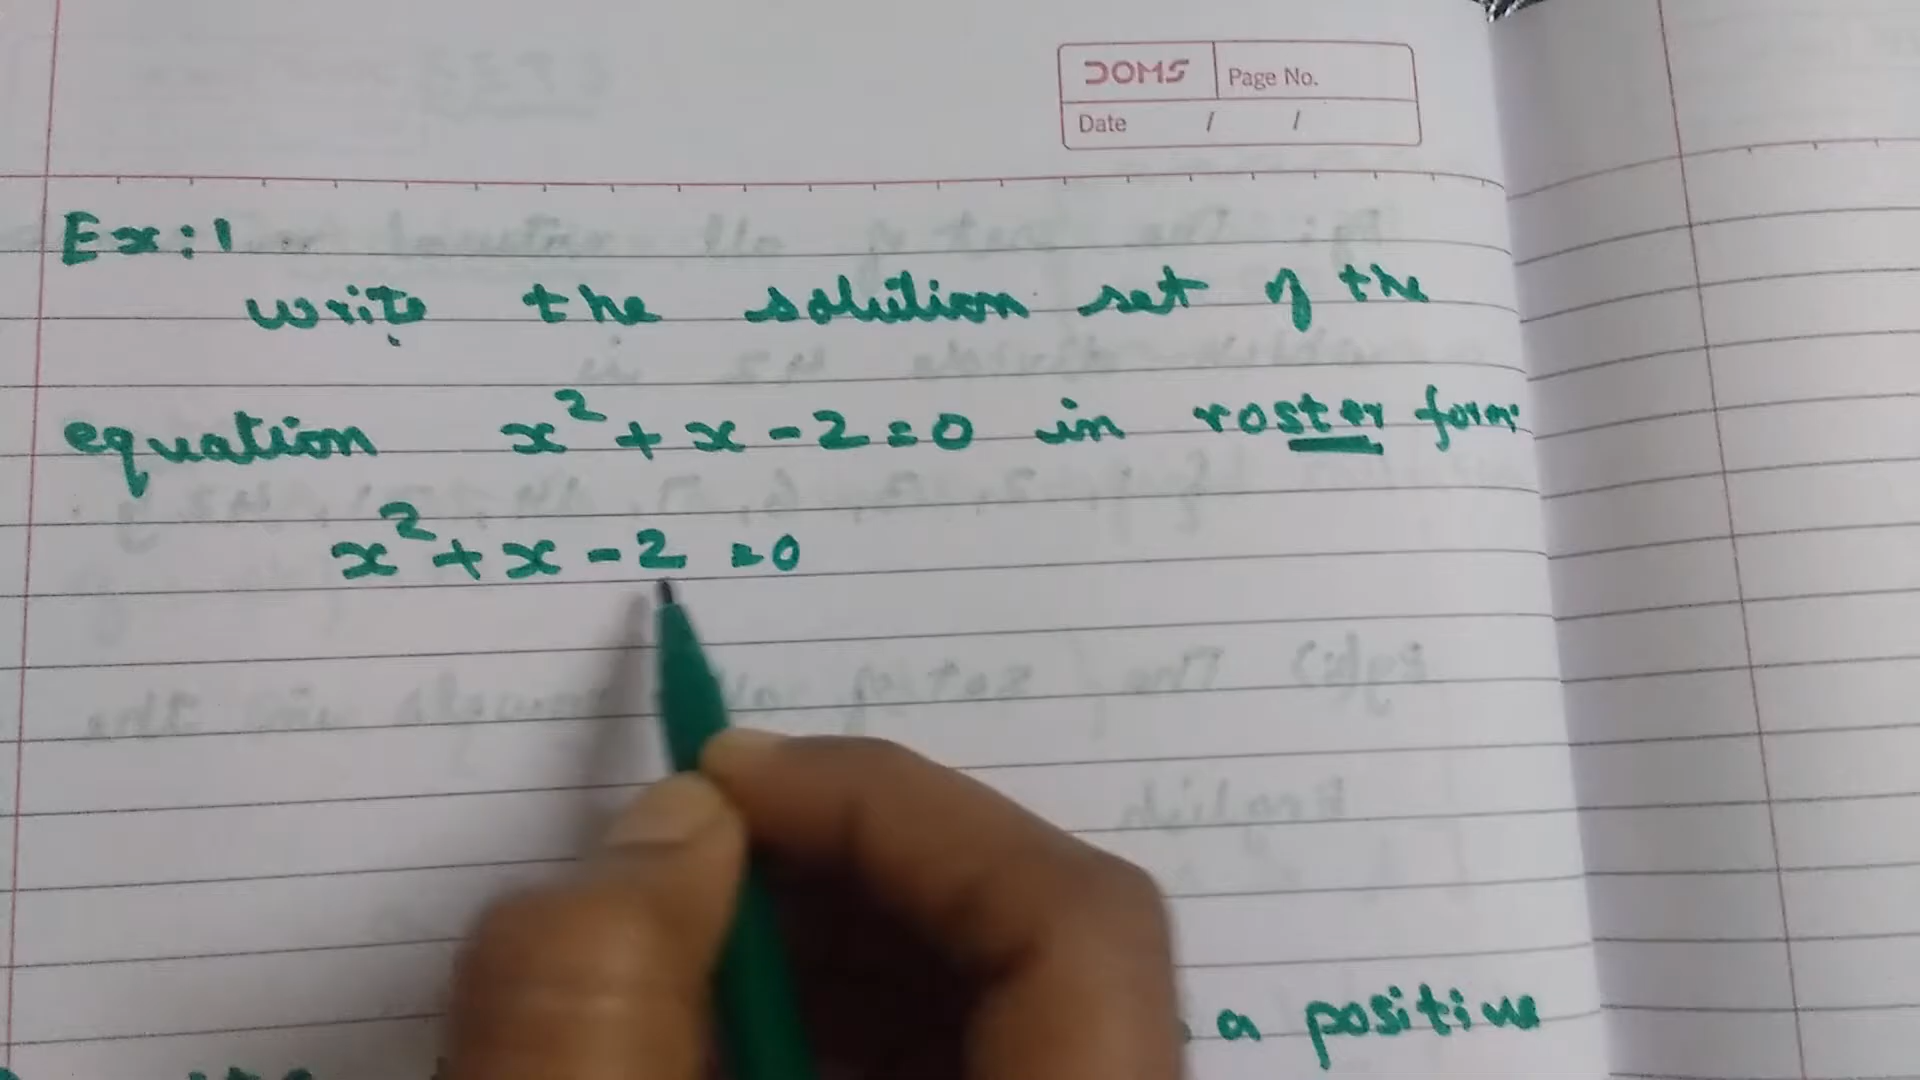 DOMS Page No.
Date / /
Ex:1
write the solution set of the
equation x²+x-2=0 in roster form.
x²+x-2=0
a positive